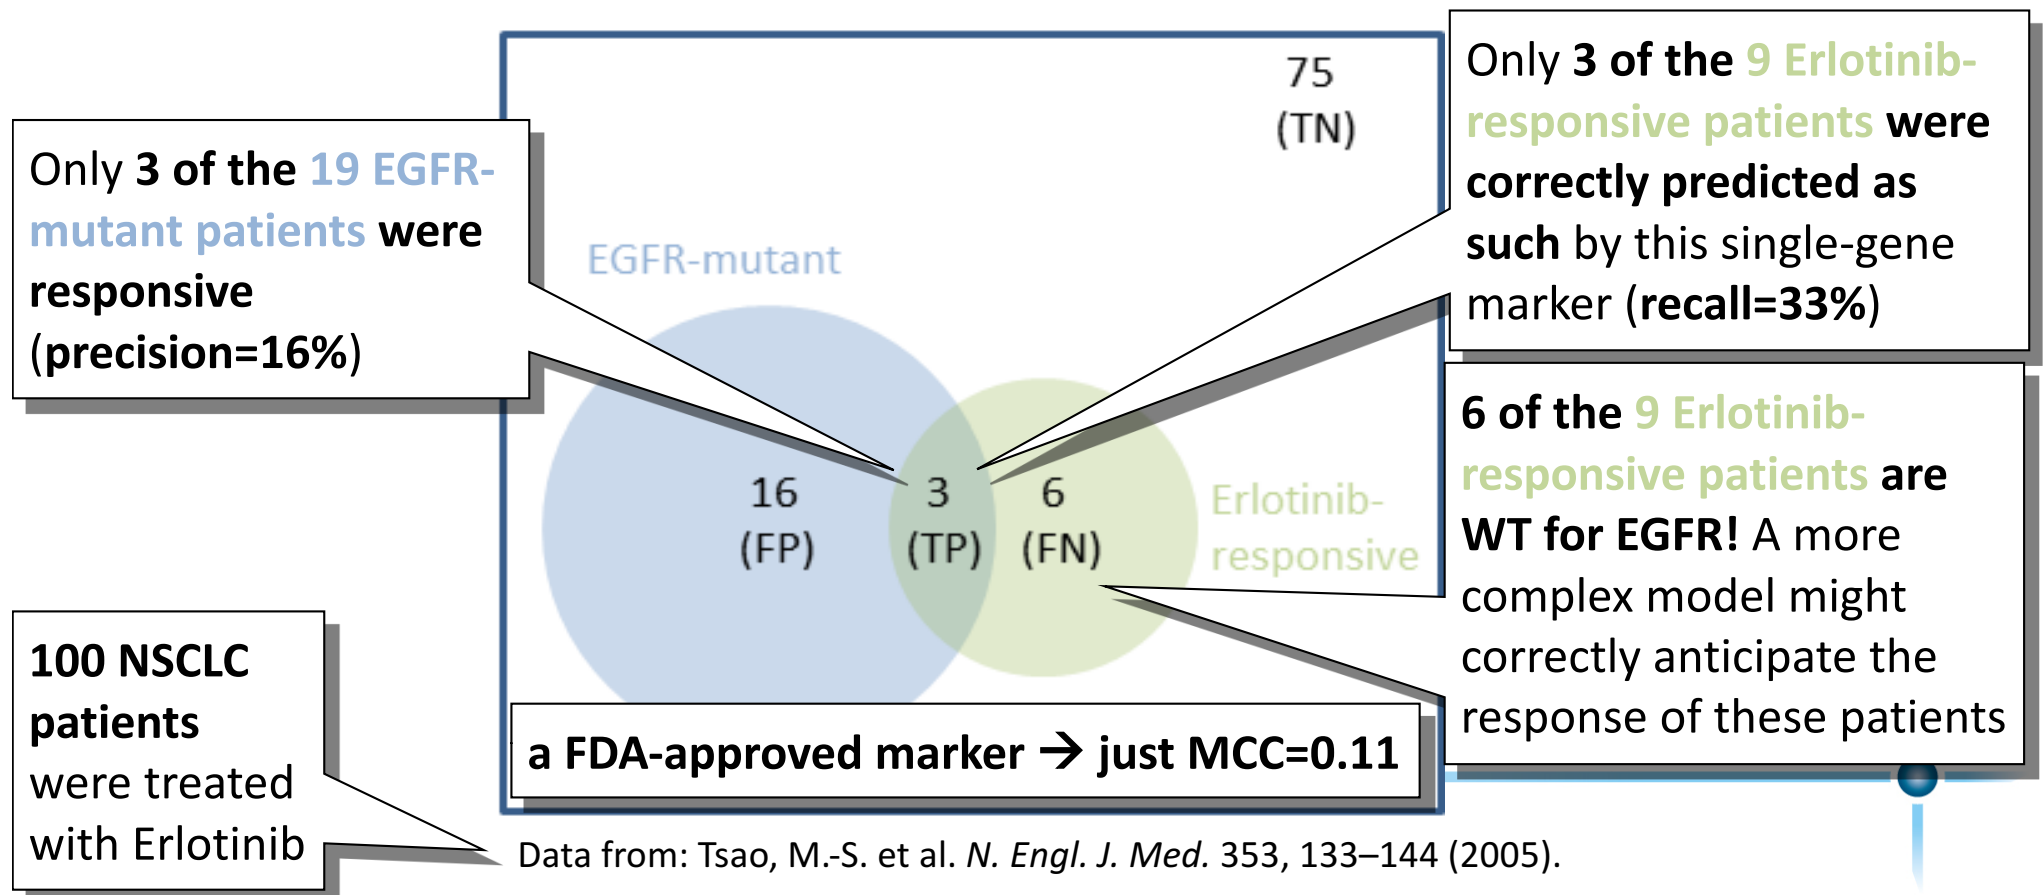 Only 3 of the 19 EGFR-
mutant patients were
responsive
(precision=16%)
100 NSCLC
patients
were treated
with Erlotinib
75
(TN)
EGFR-mutant
16
(FP)
3
(TP)
6
(FN)
Erlotinib-
responsive
a FDA-approved marker → just MCC=0.11
Only 3 of the 9 Erlotinib-
responsive patients were
correctly predicted as
such by this single-gene
marker (recall=33%)
6 of the 9 Erlotinib-
responsive patients are
WT for EGFR! A more
complex model might
correctly anticipate the
response of these patients
Data from: Tsao, M.-S. et al. N. Engl. J. Med. 353, 133–144 (2005).